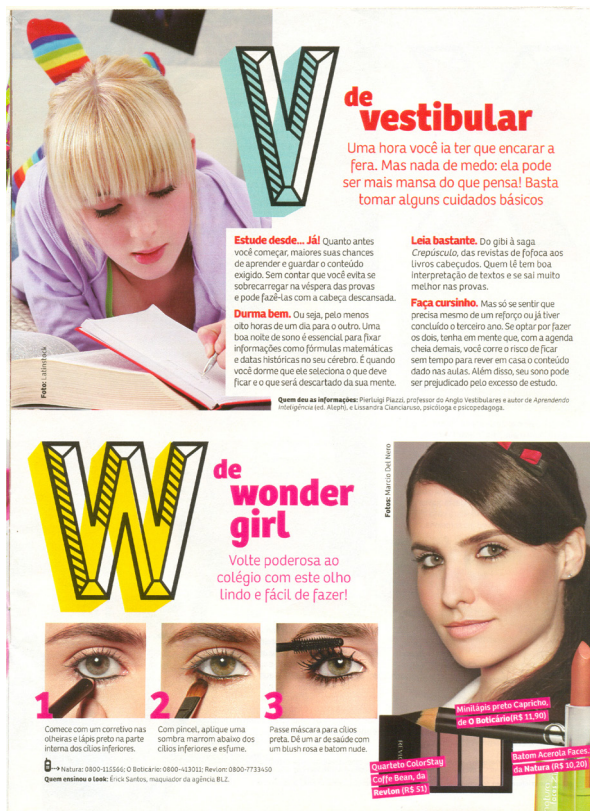 V
de
vestibular
Uma hora você ia ter que encarar a
fera. Mas nada de medo: ela pode
ser mais mansa do que pensa! Basta
tomar alguns cuidados básicos
Estude desde... Já! Quanto antes
você começar, maiores suas chances
de aprender e guardar o conteúdo
exigido. Sem contar que você evita se
sobrecarregar na véspera das provas
e pode fazê-las com a cabeça descansada.
Durma bem. Ou seja, pelo menos
oito horas de um dia para o outro. Uma
boa noite de sono é essencial para fixar
informações como fórmulas matemáticas
e datas históricas no seu cérebro. É quando
você dorme que ele seleciona o que deve
ficar e o que será descartado da sua mente.
Leia bastante. Do gibi à saga
Crepúsculo, das revistas de fofoca aos
livros cabeçudos. Quem lê tem boa
interpretação de textos e se sai muito
melhor nas provas.
Faça cursinho. Mas só se sentir que
precisa mesmo de um reforço ou já tiver
concluído o terceiro ano. Se optar por fazer
os dois, tenha em mente que, com a agenda
cheia demais, você corre o risco de ficar
sem tempo para rever em casa o conteúdo
dado nas aulas. Além disso, seu sono pode
ser prejudicado pelo excesso de estudo.
Foto: Latinstock
Quem deu as informações: Pierluigi Piazzi, professor do Anglo Vestibulares e autor de Aprendendo
Inteligência (ed. Aleph), e Lissandra Cianciaruso, psicóloga e psicopedagoga.
W
de
wonder
girl
Volte poderosa ao
colégio com este olho
lindo e fácil de fazer!
Fotos: Marcio Del Nero
1
Comece com um corretivo nas
olheiras e lápis preto na parte
interna dos cílios inferiores.
2
Com pincel, aplique uma
sombra marrom abaixo dos
cílios inferiores e esfume.
3
Passe máscara para cílios
preta. Dê um ar de saúde com
um blush rosa e batom nude.
Natura: 0800-115566; O Boticário: 0800-413011; Revlon: 0800-7733450
Quem ensinou o look: Érick Santos, maquiador da agência BLZ.
Minilápis preto Capricho,
de O Boticário (R$ 11,90)
Quarteto ColorStay
Coffe Bean, da
Revlon (R$ 51)
Batom Acerola Faces,
da Natura (R$ 10,20)